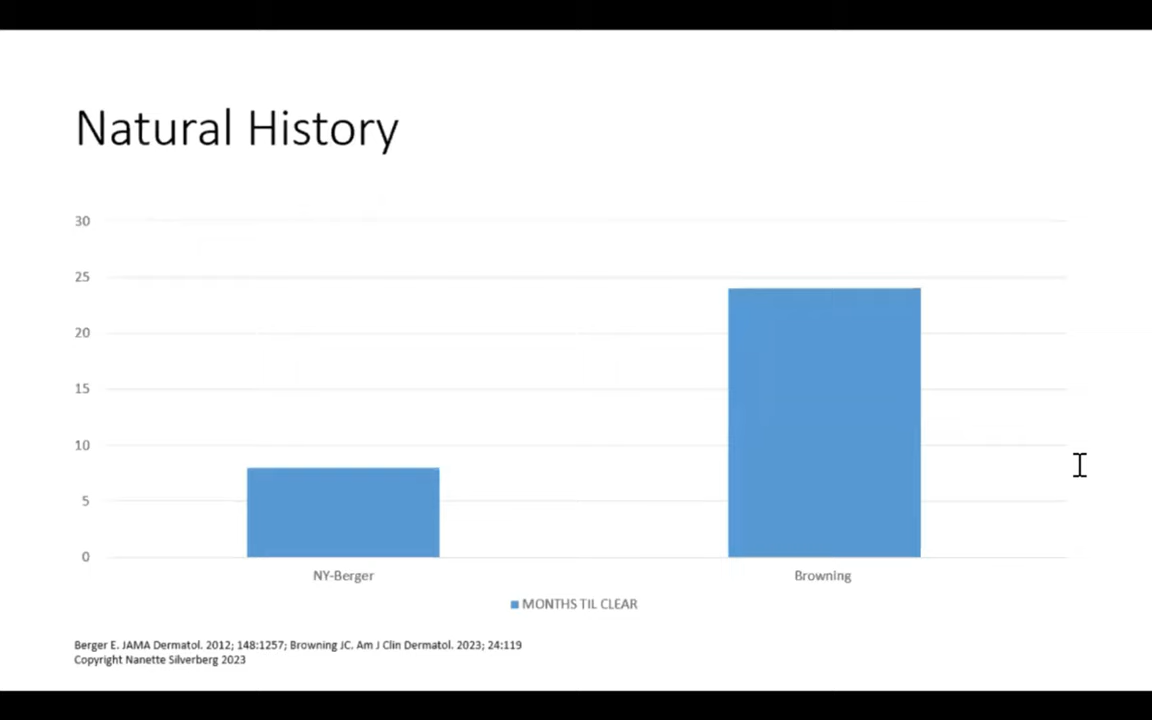 Natural History
30
25
20
15
10
5
0
NY-Berger
Browning
MONTHS TIL CLEAR
Berger E. JAMA Dermatol. 2012; 148:1257; Browning JC. Am J Clin Dermatol. 2023; 24:119
Copyright Nanette Silverberg 2023